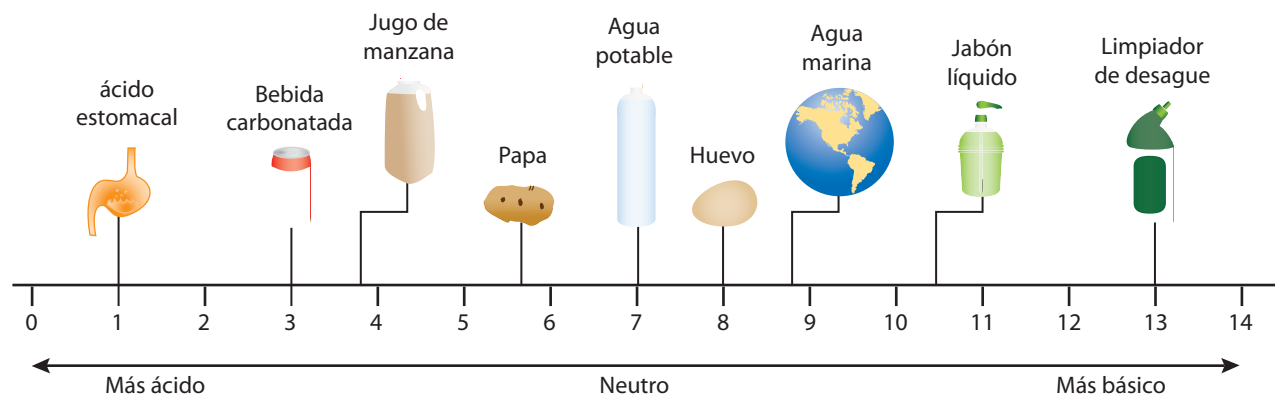 ácido
estomacal
Bebida
carbonatada
Jugo de
manzana
Papa
Agua
potable
Huevo
Agua
marina
Jabón
líquido
Limpiador
de desague
0 1 2 3 4 5 6 7 8 9 10 11 12 13 14
Más ácido Neutro Más básico